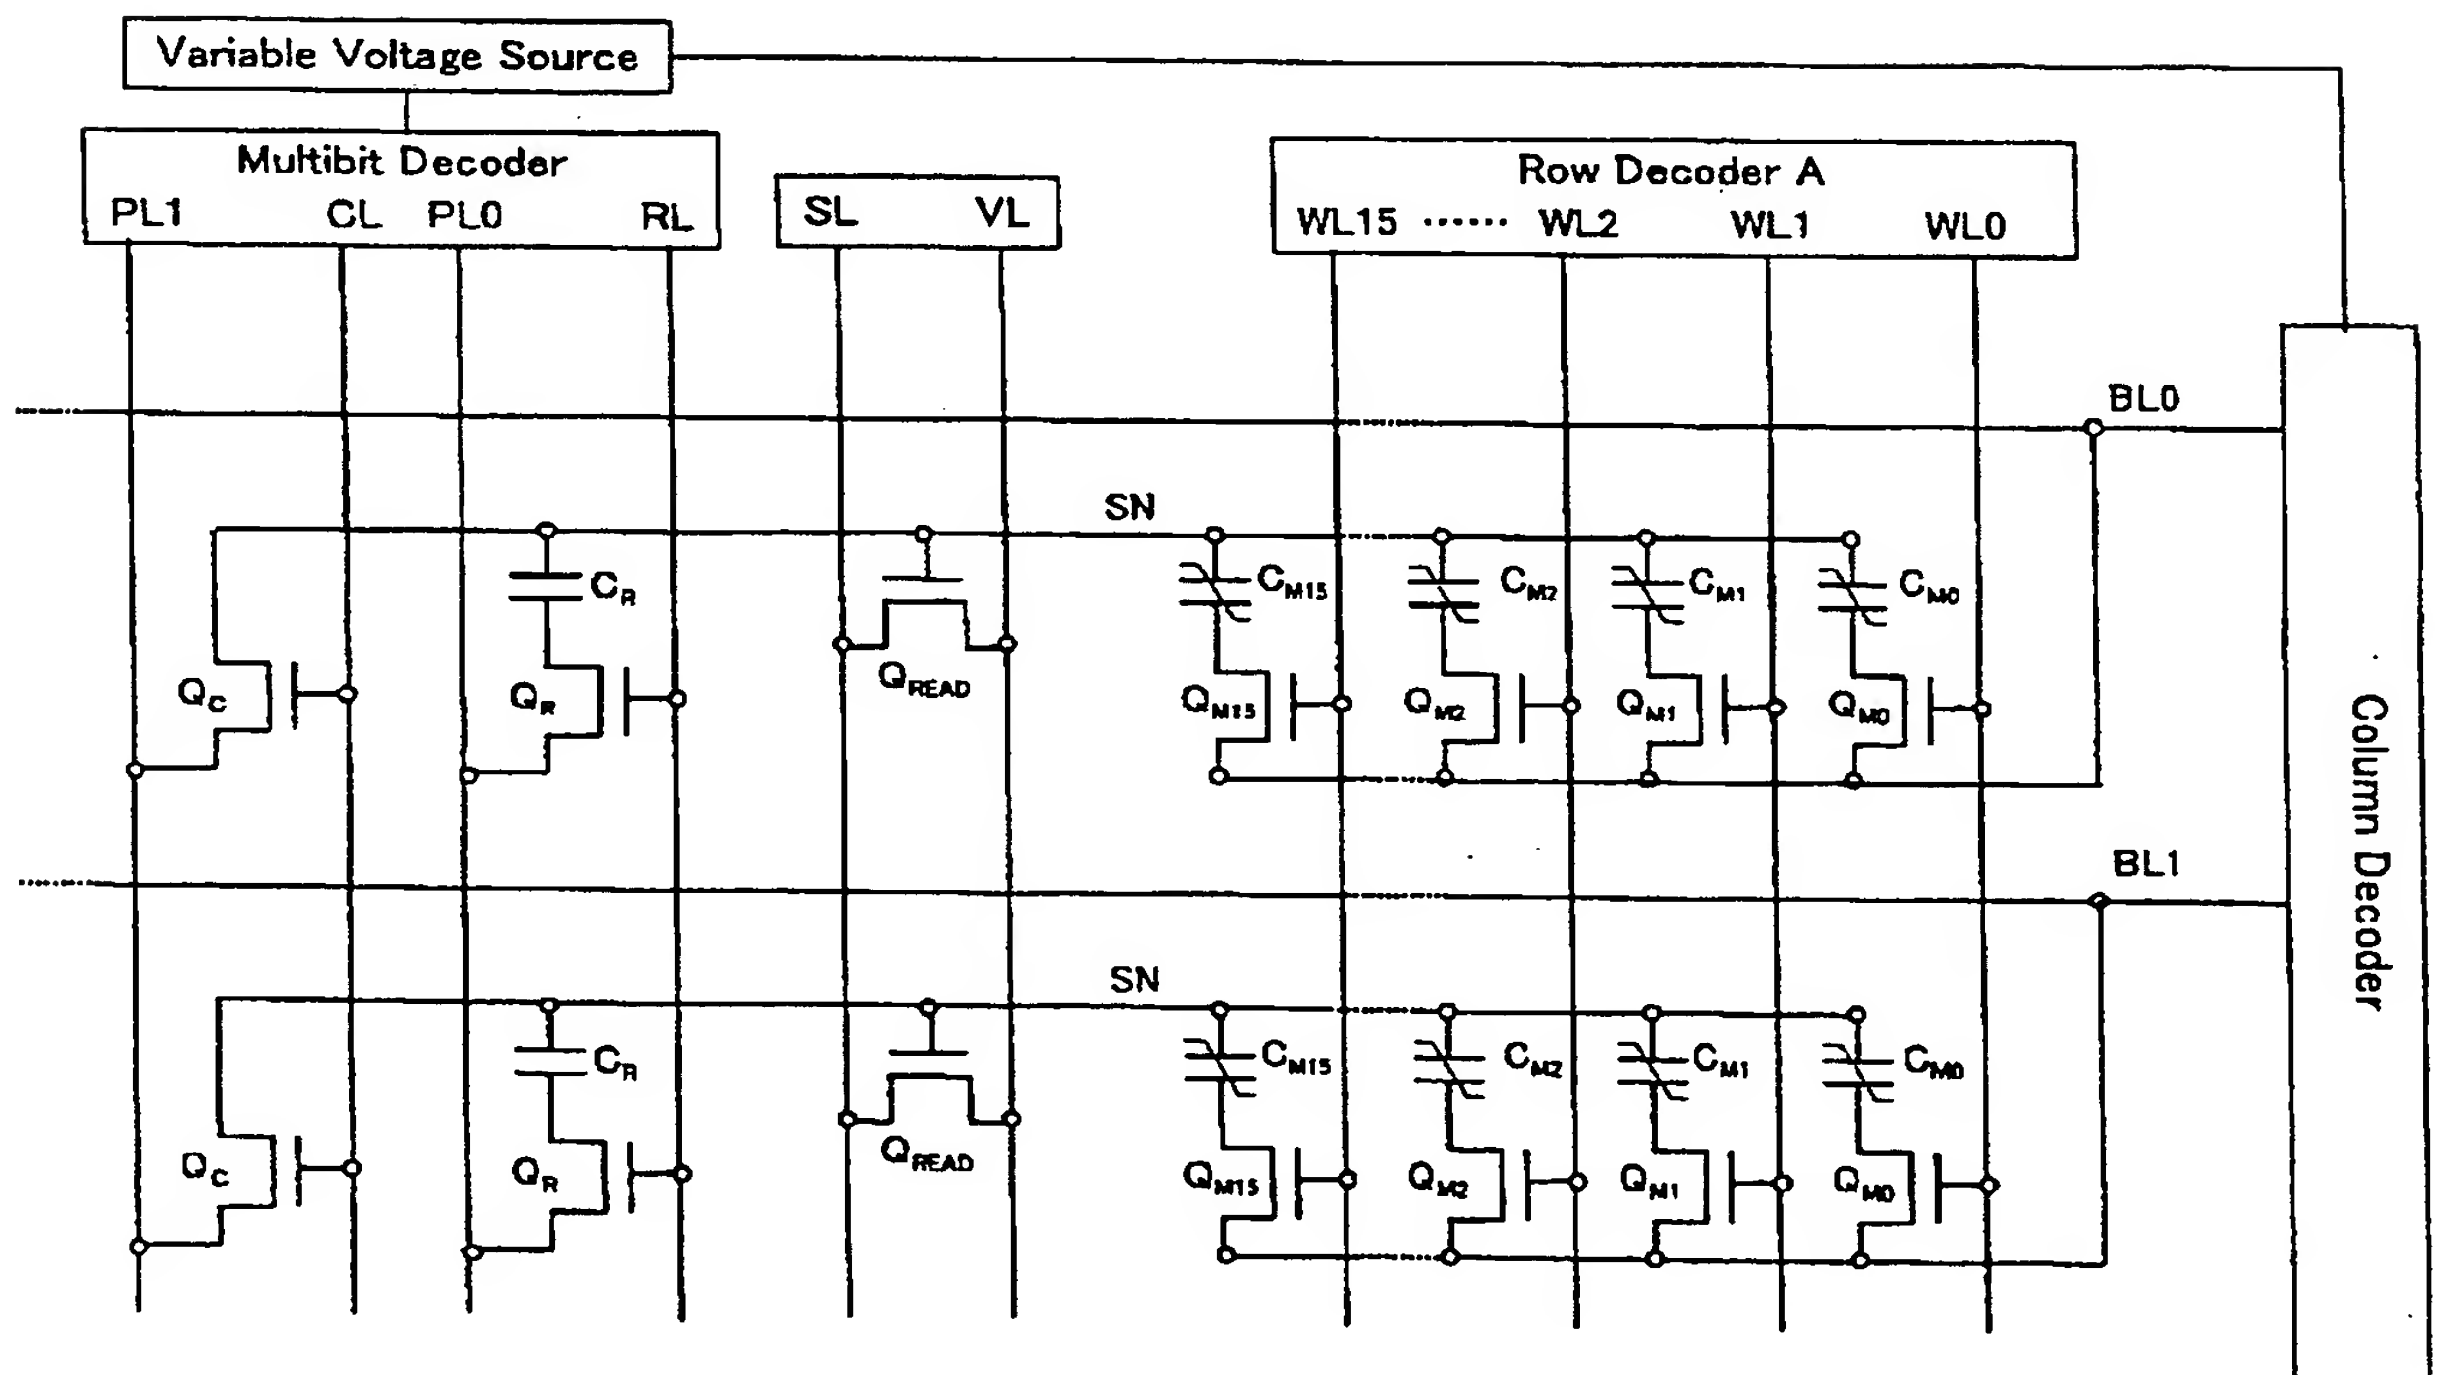 Variable Voltage Source
Multibit Decoder
PL1 CL PL0 RL
SL VL
Row Decoder A
WL15 ...... WL2 WL1 WL0
BL0
SN
CR
CM15 CM2 CM1 CM0
QC QR QREAD QM15 QM2 QM1 QM0
Column Decoder
BL1
SN
CR
CM15 CM2 CM1 CM0
QC QR QREAD QM15 QM2 QM1 QM0